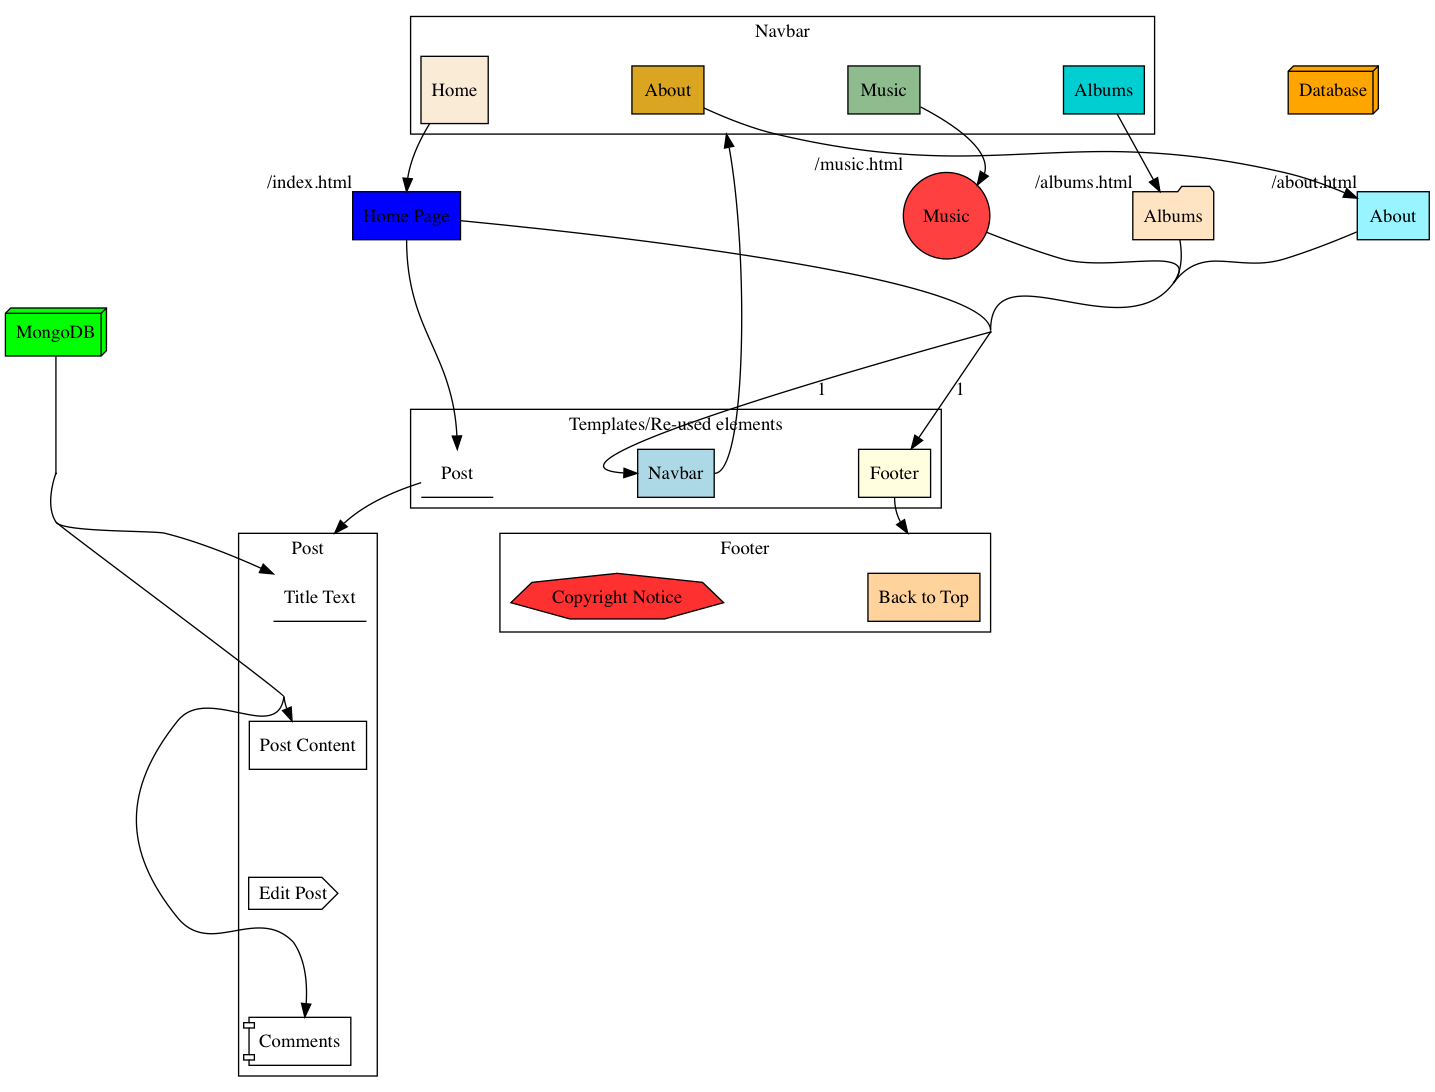 Navbar
Home
About
Music
Albums
Database
/music.html
/index.html
/albums.html
/about.html
Home Page
Music
Albums
About
MongoDB
1
1
Templates/Re-used elements
Post
Navbar
Footer
Post
Footer
Title Text
Copyright Notice
Back to Top
Post Content
Edit Post
Comments